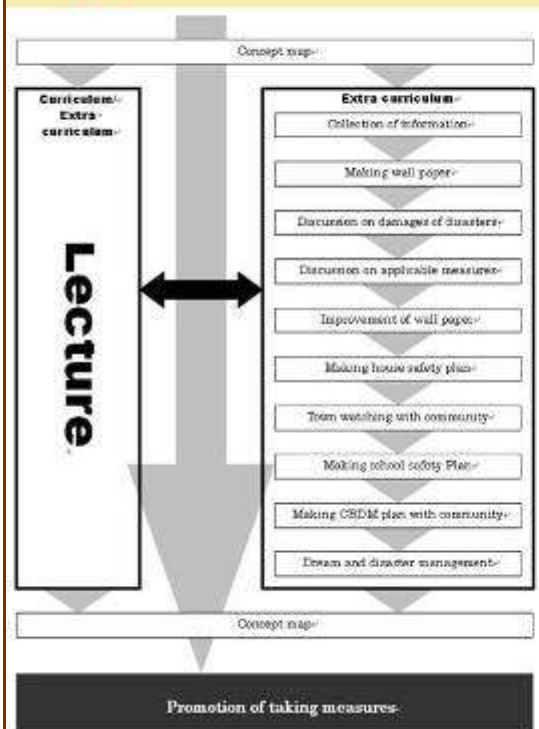 Concept map
Curriculum/
Extra
curriculum
Lecture
Extra curriculum
Collection of information
Making wall paper
Discussion on damages of disasters
Discussion on applicable measures
Improvement of wall paper
Making house safety plan
Town watching with community
Making school safety Plan
Making CBDM plan with community
Dream and disaster management
Concept map
Promotion of taking measures